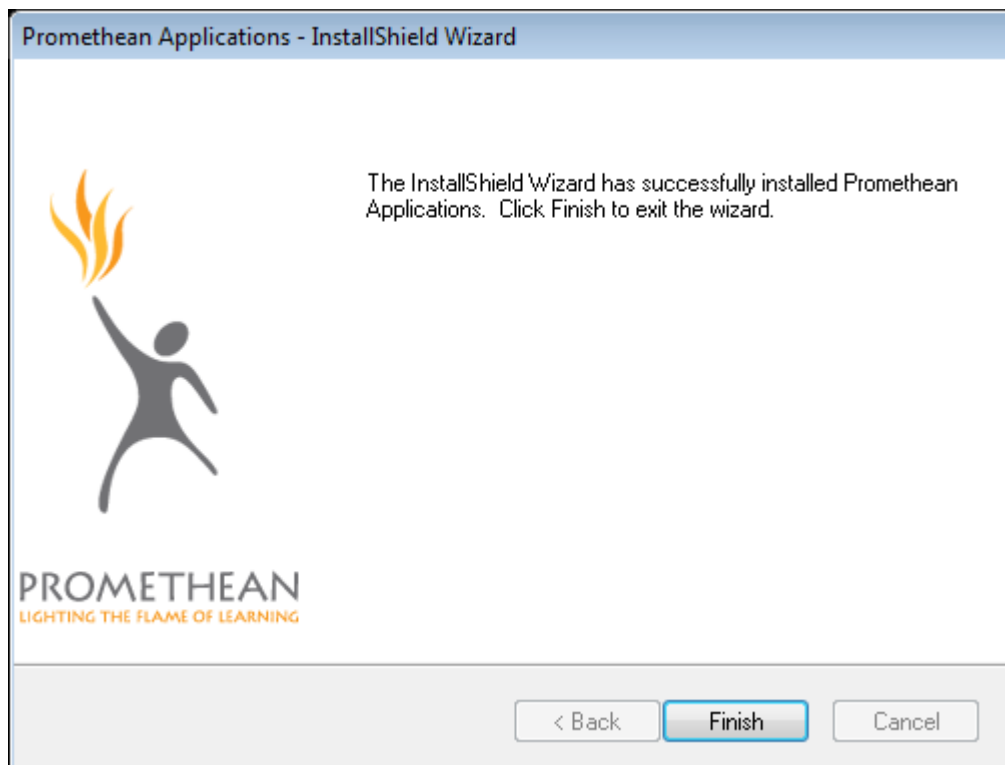 Promethean Applications - InstallShield Wizard
The InstallShield Wizard has successfully installed Promethean
Applications.  Click Finish to exit the wizard.
PROMETHEAN
LIGHTING THE FLAME OF LEARNING
< Back
Finish
Cancel